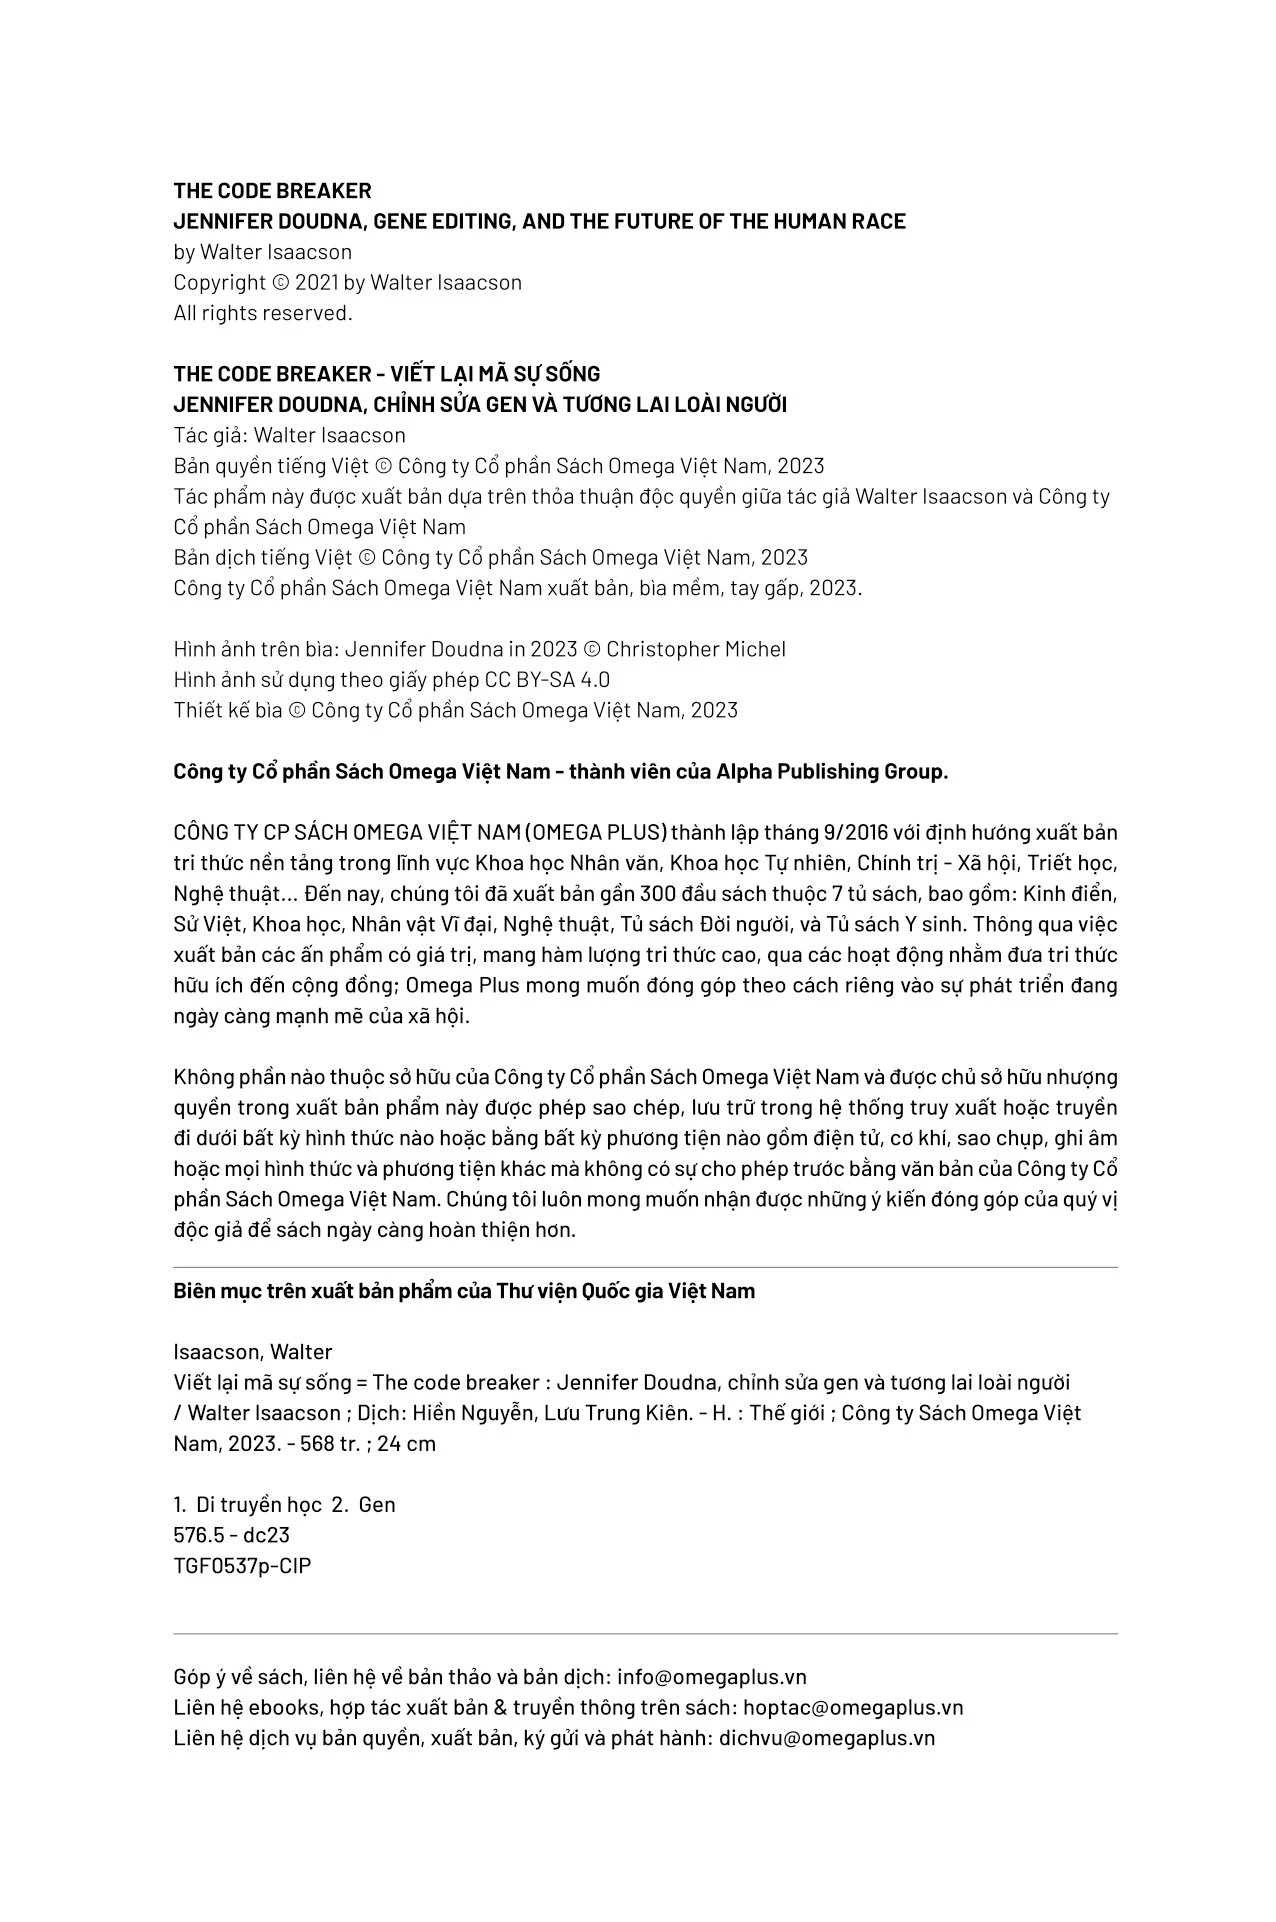 THE CODE BREAKER
JENNIFER DOUDNA, GENE EDITING, AND THE FUTURE OF THE HUMAN RACE
by Walter Isaacson
Copyright © 2021 by Walter Isaacson
All rights reserved.
THE CODE BREAKER - VIẾT LẠI MÃ SỰ SỐNG
JENNIFER DOUDNA, CHỈNH SỬA GEN VÀ TƯƠNG LAI LOÀI NGƯỜI
Tác giả: Walter Isaacson
Bản quyền tiếng Việt © Công ty Cổ phần Sách Omega Việt Nam, 2023
Tác phẩm này được xuất bản dựa trên thỏa thuận độc quyền giữa tác giả Walter Isaacson và Công ty
Cổ phần Sách Omega Việt Nam
Bản dịch tiếng Việt © Công ty Cổ phần Sách Omega Việt Nam, 2023
Công ty Cổ phần Sách Omega Việt Nam xuất bản, bìa mềm, tay gấp, 2023.
Hình ảnh trên bìa: Jennifer Doudna in 2023 © Christopher Michel
Hình ảnh sử dụng theo giấy phép CC BY-SA 4.0
Thiết kế bìa © Công ty Cổ phần Sách Omega Việt Nam, 2023
Công ty Cổ phần Sách Omega Việt Nam - thành viên của Alpha Publishing Group.
CÔNG TY CP SÁCH OMEGA VIỆT NAM (OMEGA PLUS) thành lập tháng 9/2016 với định hướng xuất bản
tri thức nền tảng trong lĩnh vực Khoa học Nhân văn, Khoa học Tự nhiên, Chính trị - Xã hội, Triết học,
Nghệ thuật... Đến nay, chúng tôi đã xuất bản gần 300 đầu sách thuộc 7 tủ sách, bao gồm: Kinh điển,
Sử Việt, Khoa học, Nhân vật Vĩ đại, Nghệ thuật, Tủ sách Đời người, và Tủ sách Y sinh. Thông qua việc
xuất bản các ấn phẩm có giá trị, mang hàm lượng tri thức cao, qua các hoạt động nhằm đưa tri thức
hữu ích đến cộng đồng; Omega Plus mong muốn đóng góp theo cách riêng vào sự phát triển đang
ngày càng mạnh mẽ của xã hội.
Không phần nào thuộc sở hữu của Công ty Cổ phần Sách Omega Việt Nam và được chủ sở hữu nhượng
quyền trong xuất bản phẩm này được phép sao chép, lưu trữ trong hệ thống truy xuất hoặc truyền
đi dưới bất kỳ hình thức nào hoặc bằng bất kỳ phương tiện nào gồm điện tử, cơ khí, sao chụp, ghi âm
hoặc mọi hình thức và phương tiện khác mà không có sự cho phép trước bằng văn bản của Công ty Cổ
phần Sách Omega Việt Nam. Chúng tôi luôn mong muốn nhận được những ý kiến đóng góp của quý vị
độc giả để sách ngày càng hoàn thiện hơn.
Biên mục trên xuất bản phẩm của Thư viện Quốc gia Việt Nam
Isaacson, Walter
Viết lại mã sự sống = The code breaker : Jennifer Doudna, chỉnh sửa gen và tương lai loài người
/ Walter Isaacson ; Dịch: Hiền Nguyễn, Lưu Trung Kiên. - H. : Thế giới ; Công ty Sách Omega Việt
Nam, 2023. - 568 tr. ; 24 cm
1. Di truyền học 2. Gen
576.5 - dc23
TGF0537p-CIP
Góp ý về sách, liên hệ về bản thảo và bản dịch: info@omegaplus.vn
Liên hệ ebooks, hợp tác xuất bản & truyền thông trên sách: hoptac@omegaplus.vn
Liên hệ dịch vụ bản quyền, xuất bản, ký gửi và phát hành: dichvu@omegaplus.vn